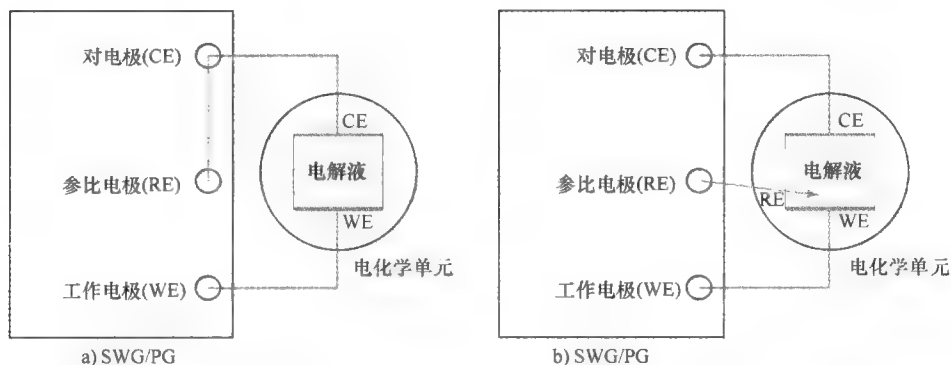 对电极(CE)
CE
电解液
参比电极(RE)
WE
电化学单元
工作电极(WE)
a) SWG/PG
对电极(CE)
CE
电解液
参比电极(RE)
RE
WE
电化学单元
工作电极(WE)
b) SWG/PG